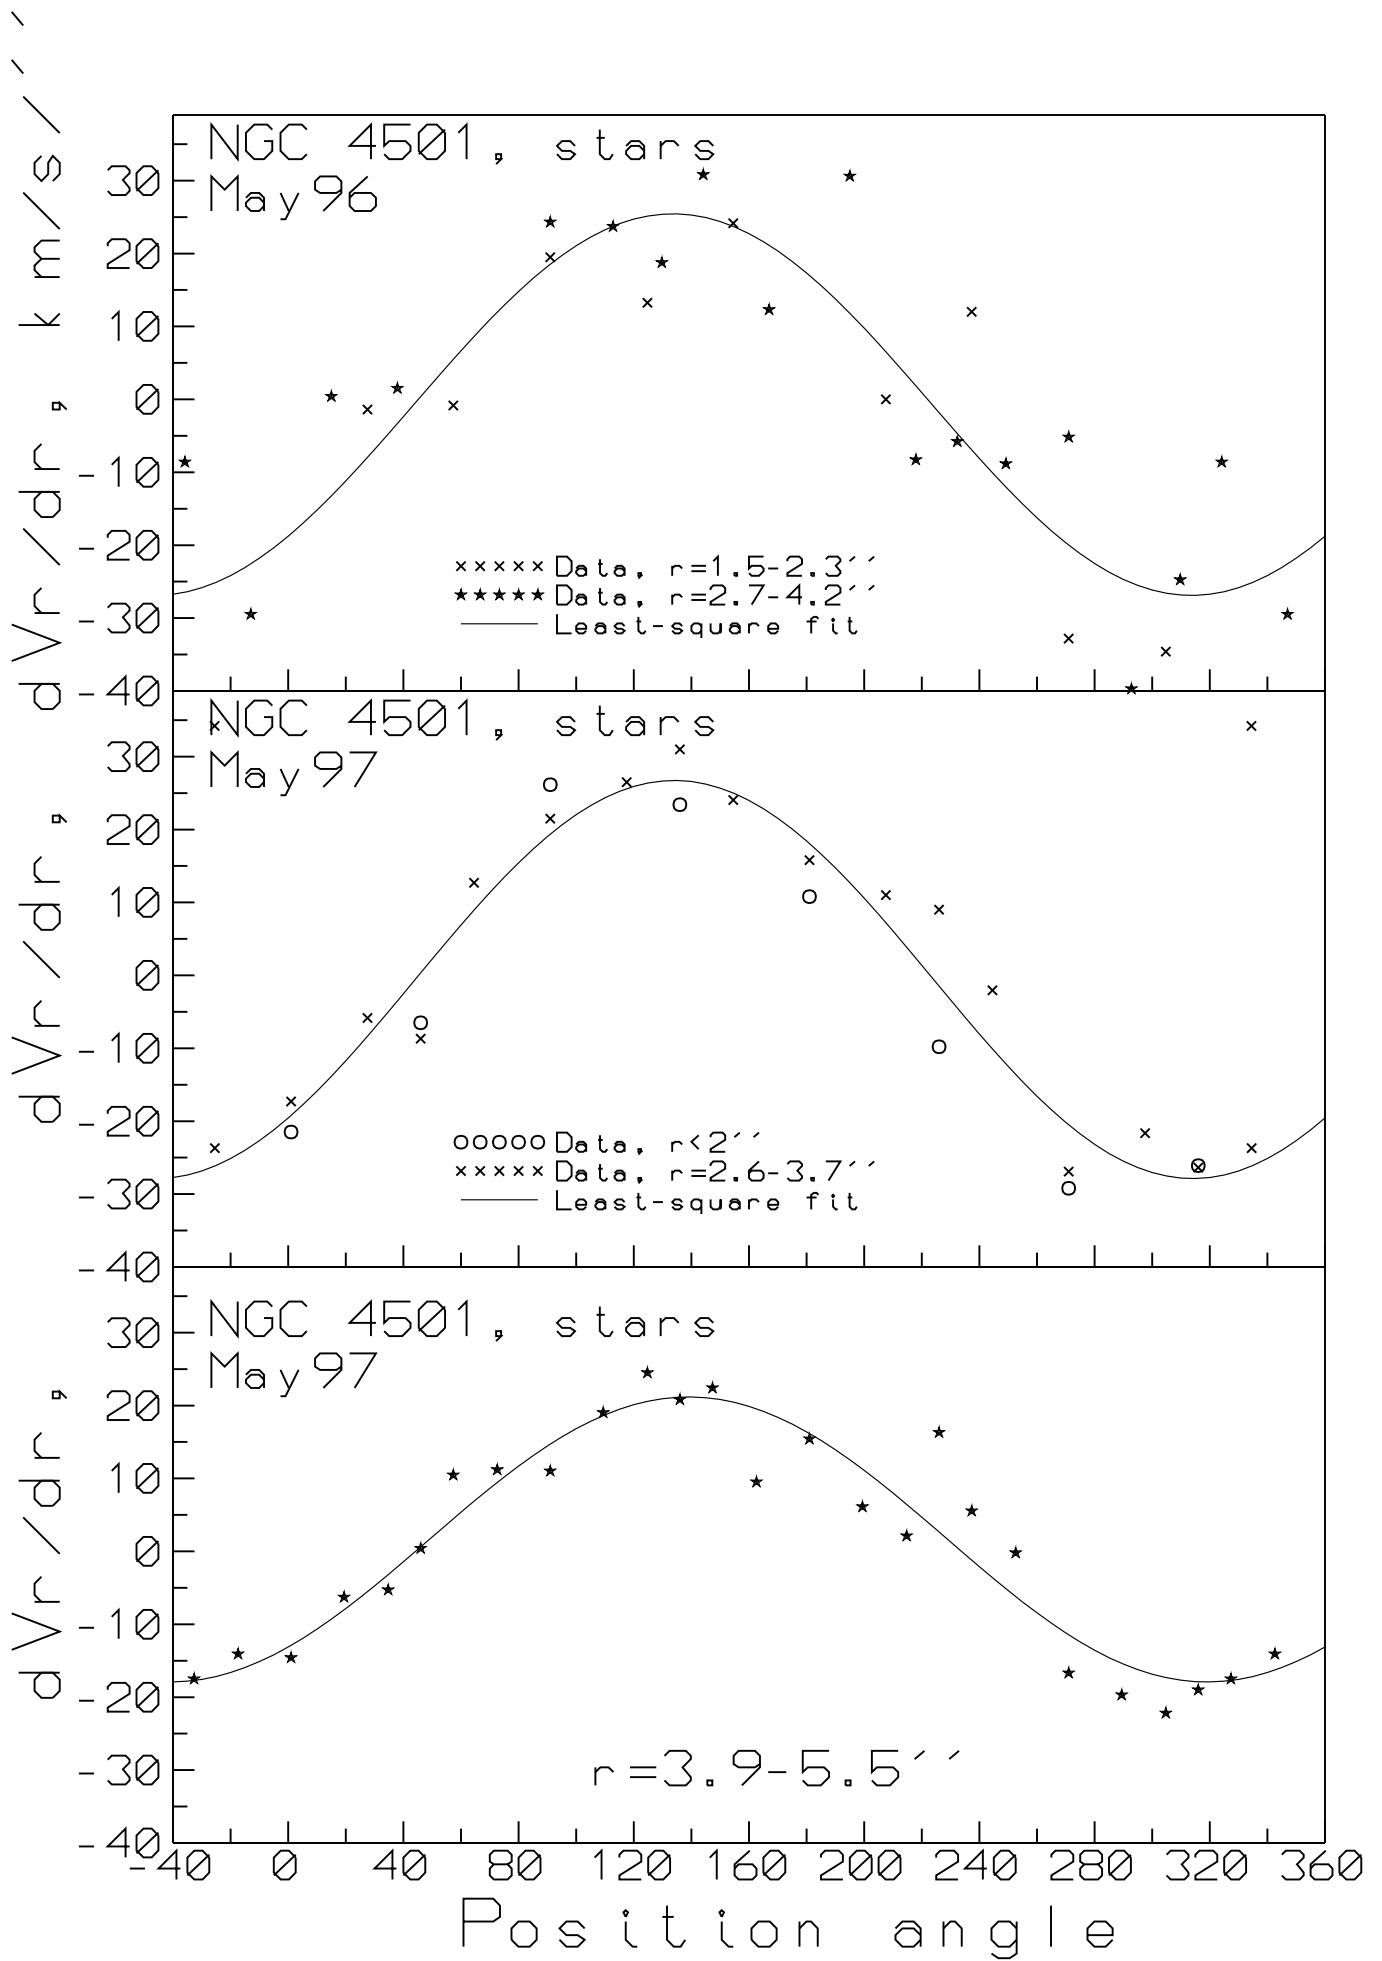 dVr/dr, km/s/´´
NGC 4501, stars
May96
30
20
10
0
-10
-20
-30
-40
Data, r=1.5-2.3´´
Data, r=2.7-4.2´´
Least-square fit
dVr/dr,
NGC 4501, stars
May97
30
20
10
0
-10
-20
-30
-40
Data, r<2´´
Data, r=2.6-3.7´´
Least-square fit
dVr/dr,
NGC 4501, stars
May97
30
20
10
0
-10
-20
-30
-40
r=3.9-5.5´´
-40 0 40 80 120 160 200 240 280 320 360
Position angle